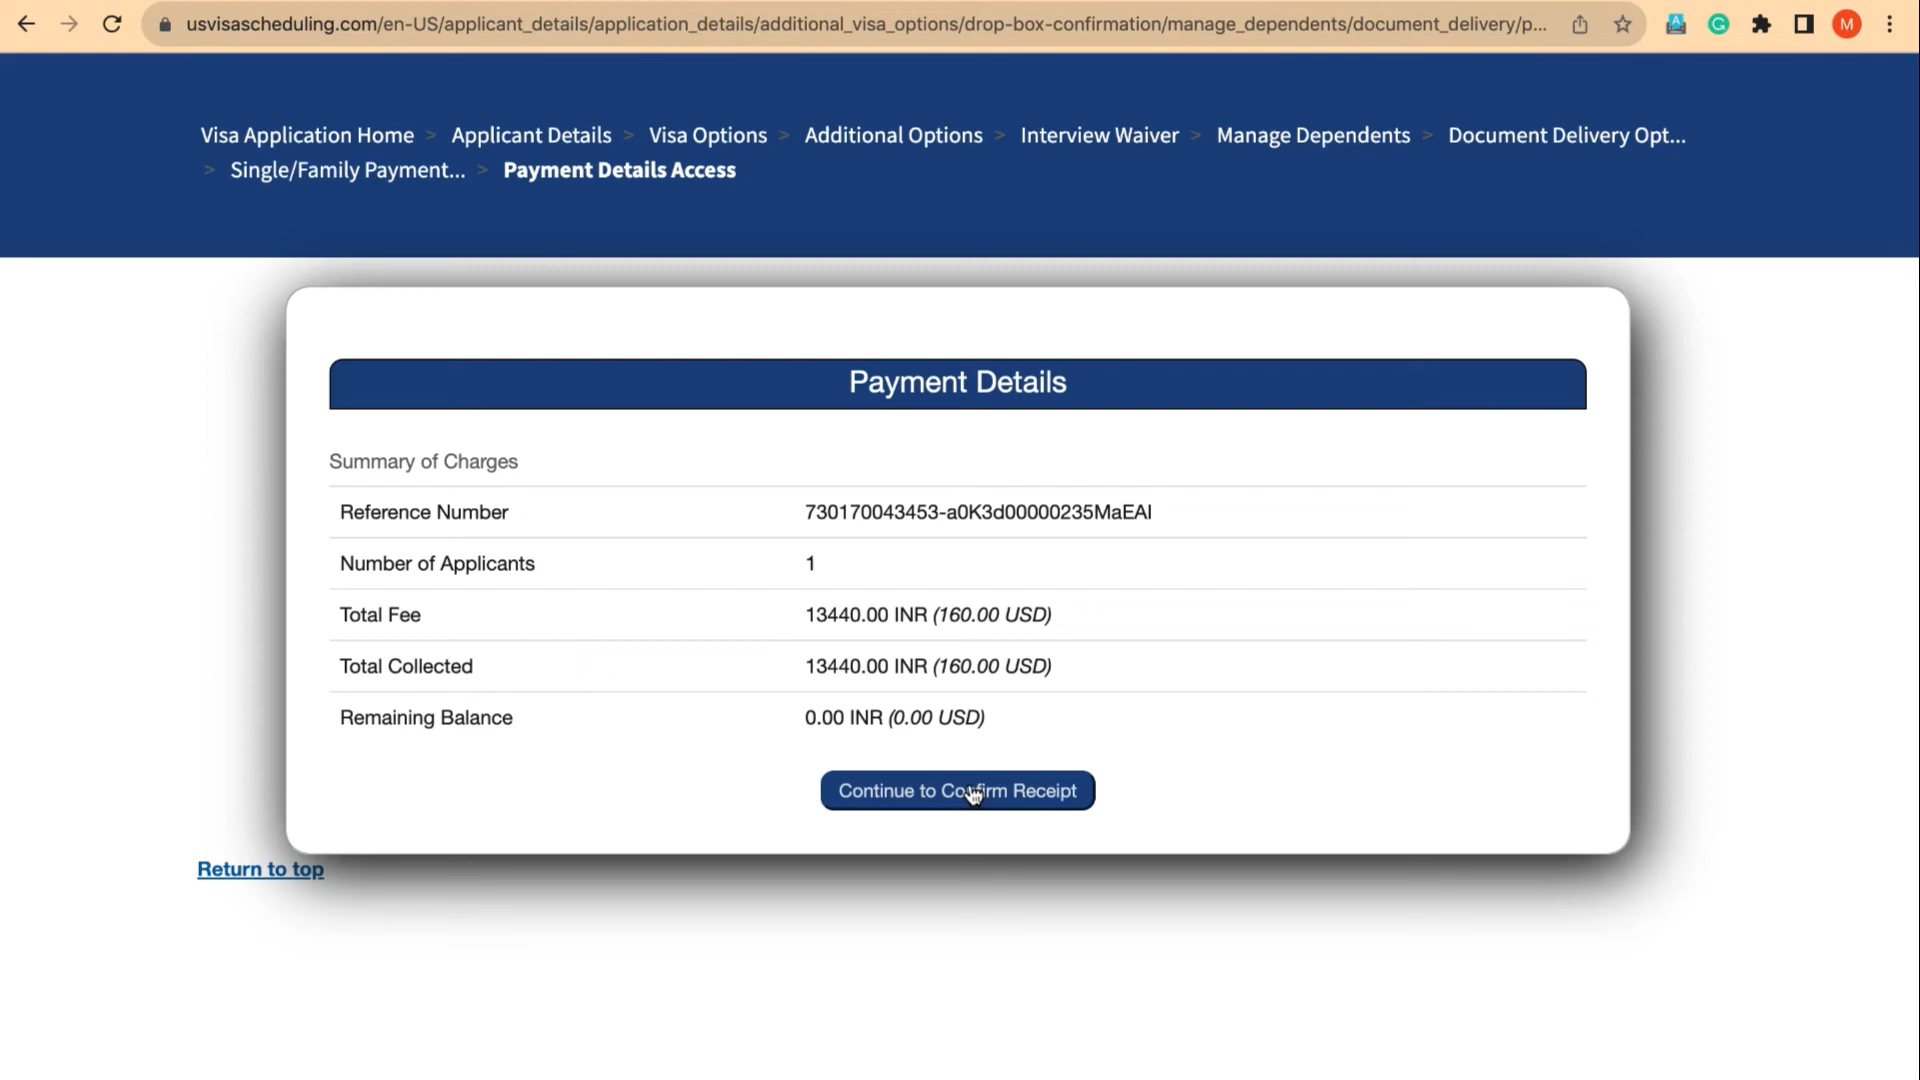 usvisascheduling.com/en-US/applicant_details/application_details/additional_visa_options/drop-box-confirmation/manage_dependents/document_delivery/p...
M
Visa Application Home > Applicant Details > Visa Options > Additional Options > Interview Waiver > Manage Dependents > Document Delivery Opt...
> Single/Family Payment... > Payment Details Access
Payment Details
Summary of Charges
Reference Number 730170043453-a0K3d00000235MaEAI
Number of Applicants 1
Total Fee 13440.00 INR (160.00 USD)
Total Collected 13440.00 INR (160.00 USD)
Remaining Balance 0.00 INR (0.00 USD)
Continue to Confirm Receipt
Return to top